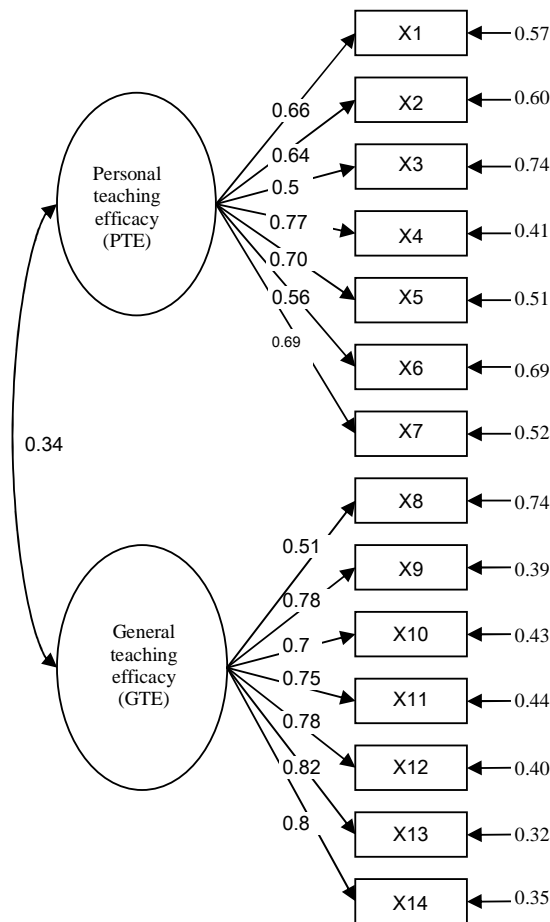 X1
0.57
0.66
X2
0.60
0.64
X3
0.74
0.5
X4
0.41
0.77
X5
0.51
0.70
X6
0.69
0.56
X7
0.52
0.69
Personal
teaching
efficacy
(PTE)
0.34
X8
0.74
0.51
X9
0.39
0.78
X10
0.43
0.7
X11
0.44
0.75
X12
0.40
0.78
X13
0.32
0.82
X14
0.35
0.8
General
teaching
efficacy
(GTE)